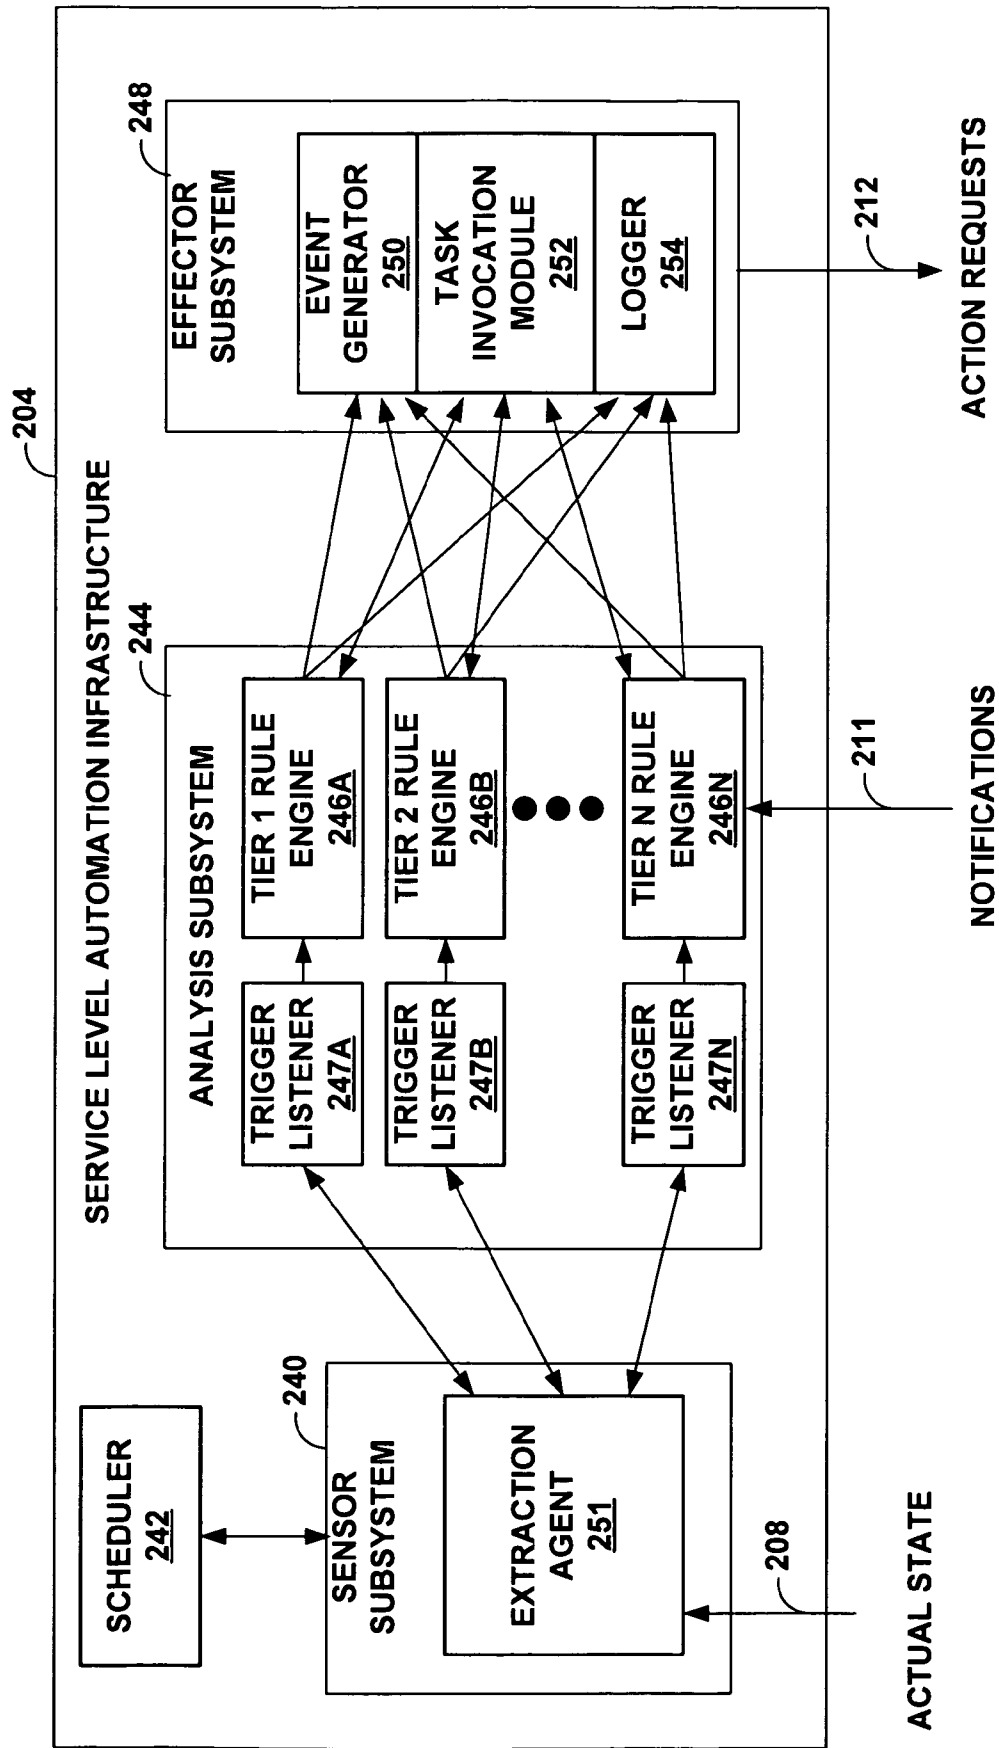 204
SERVICE LEVEL AUTOMATION INFRASTRUCTURE
SCHEDULER
242
240
SENSOR
SUBSYSTEM
EXTRACTION
AGENT
251
208
ACTUAL STATE
244
ANALYSIS SUBSYSTEM
TRIGGER
LISTENER
247A
TIER 1 RULE
ENGINE
246A
TRIGGER
LISTENER
247B
TIER 2 RULE
ENGINE
246B
TRIGGER
LISTENER
247N
TIER N RULE
ENGINE
246N
211
NOTIFICATIONS
248
EFFECTOR
SUBSYSTEM
EVENT
GENERATOR
250
TASK
INVOCATION
MODULE
252
LOGGER
254
212
ACTION REQUESTS